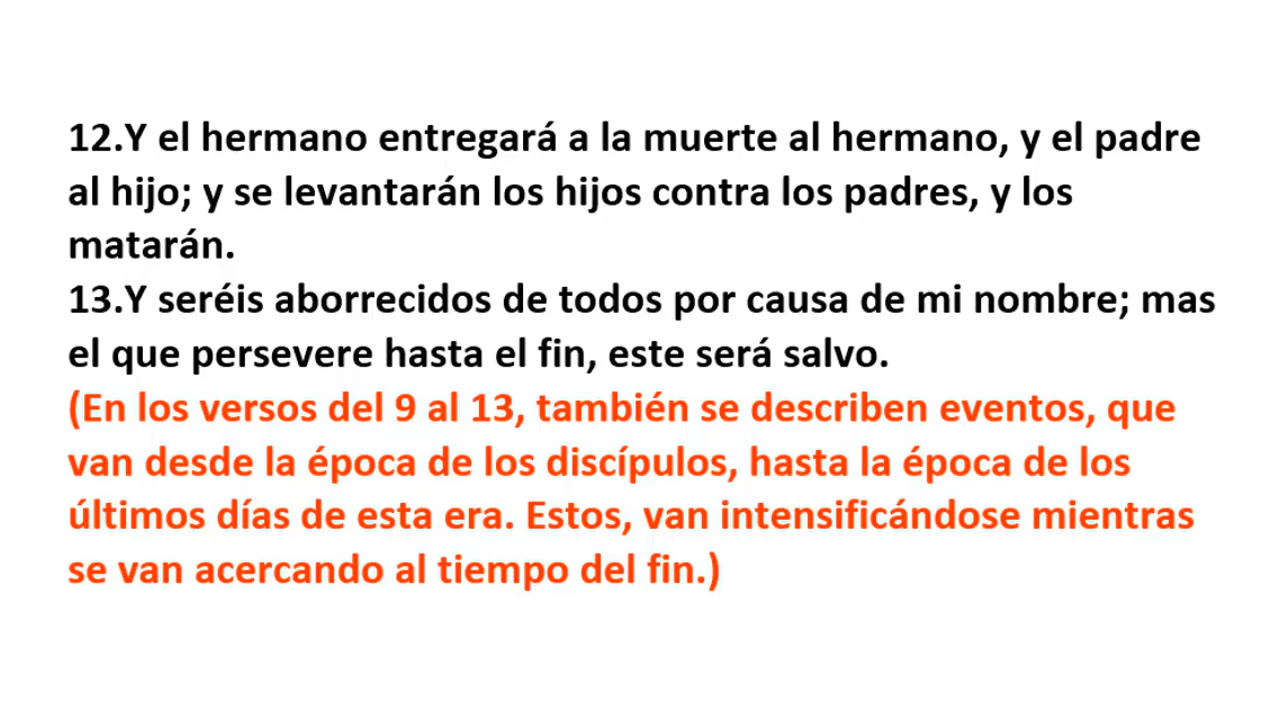 12.Y el hermano entregará a la muerte al hermano, y el padre
al hijo; y se levantarán los hijos contra los padres, y los
matarán.
13.Y seréis aborrecidos de todos por causa de mi nombre; mas
el que persevere hasta el fin, este será salvo.
(En los versos del 9 al 13, también se describen eventos, que
van desde la época de los discípulos, hasta la época de los
últimos días de esta era. Estos, van intensificándose mientras
se van acercando al tiempo del fin.)